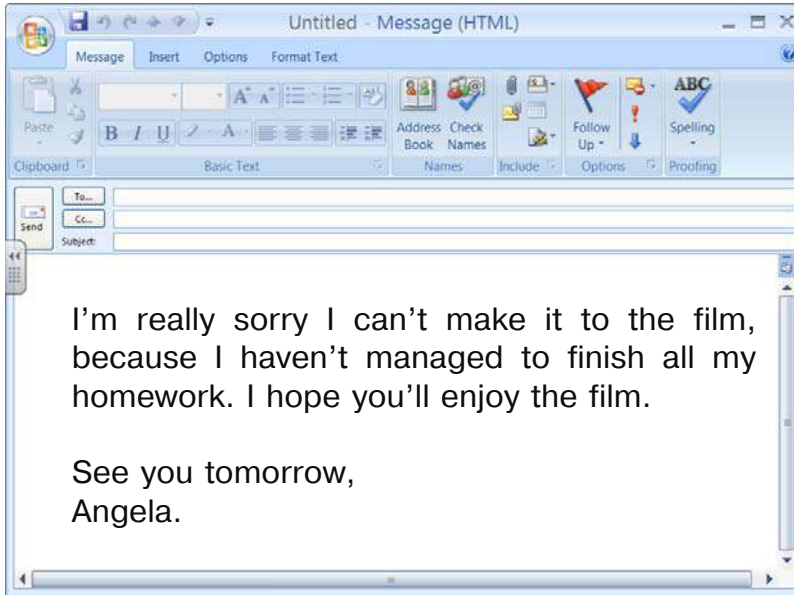 Untitled - Message (HTML)
Message Insert Options Format Text
Paste
B I U
A A A
Address Book
Check Names
Follow Up
ABC
Spelling
Clipboard Basic Text Names Include Options Proofing
To...
Send
Cc...
Subject:
I'm really sorry I can't make it to the film,
because I haven't managed to finish all my
homework. I hope you'll enjoy the film.
See you tomorrow,
Angela.